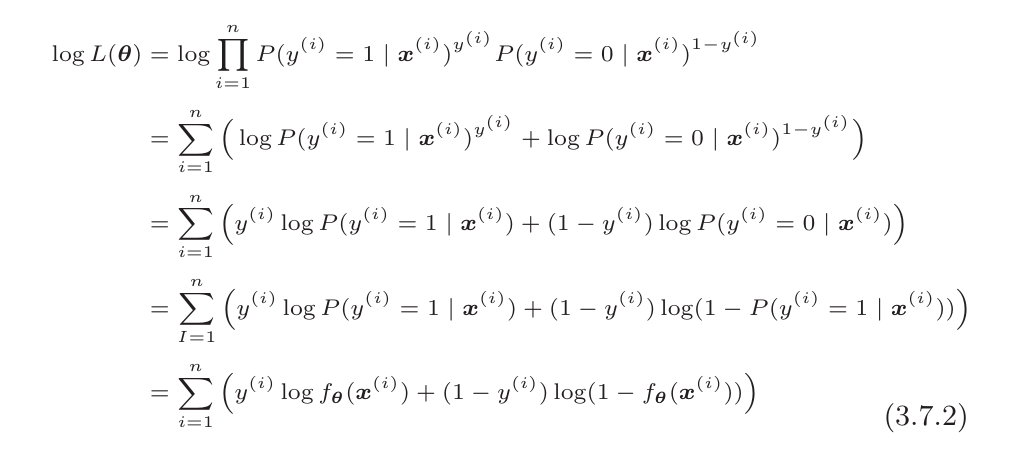 log L(θ) = log ∏_{i=1}^{n} P(y^{(i)} = 1 | x^{(i)})^{y^{(i)}} P(y^{(i)} = 0 | x^{(i)})^{1−y^{(i)}}
= ∑_{i=1}^{n} ( log P(y^{(i)} = 1 | x^{(i)})^{y^{(i)}} + log P(y^{(i)} = 0 | x^{(i)})^{1−y^{(i)}} )
= ∑_{i=1}^{n} ( y^{(i)} log P(y^{(i)} = 1 | x^{(i)}) + (1 − y^{(i)}) log P(y^{(i)} = 0 | x^{(i)}) )
= ∑_{I=1}^{n} ( y^{(i)} log P(y^{(i)} = 1 | x^{(i)}) + (1 − y^{(i)}) log(1 − P(y^{(i)} = 1 | x^{(i)})) )
= ∑_{i=1}^{n} ( y^{(i)} log f_θ(x^{(i)}) + (1 − y^{(i)}) log(1 − f_θ(x^{(i)})) )
(3.7.2)